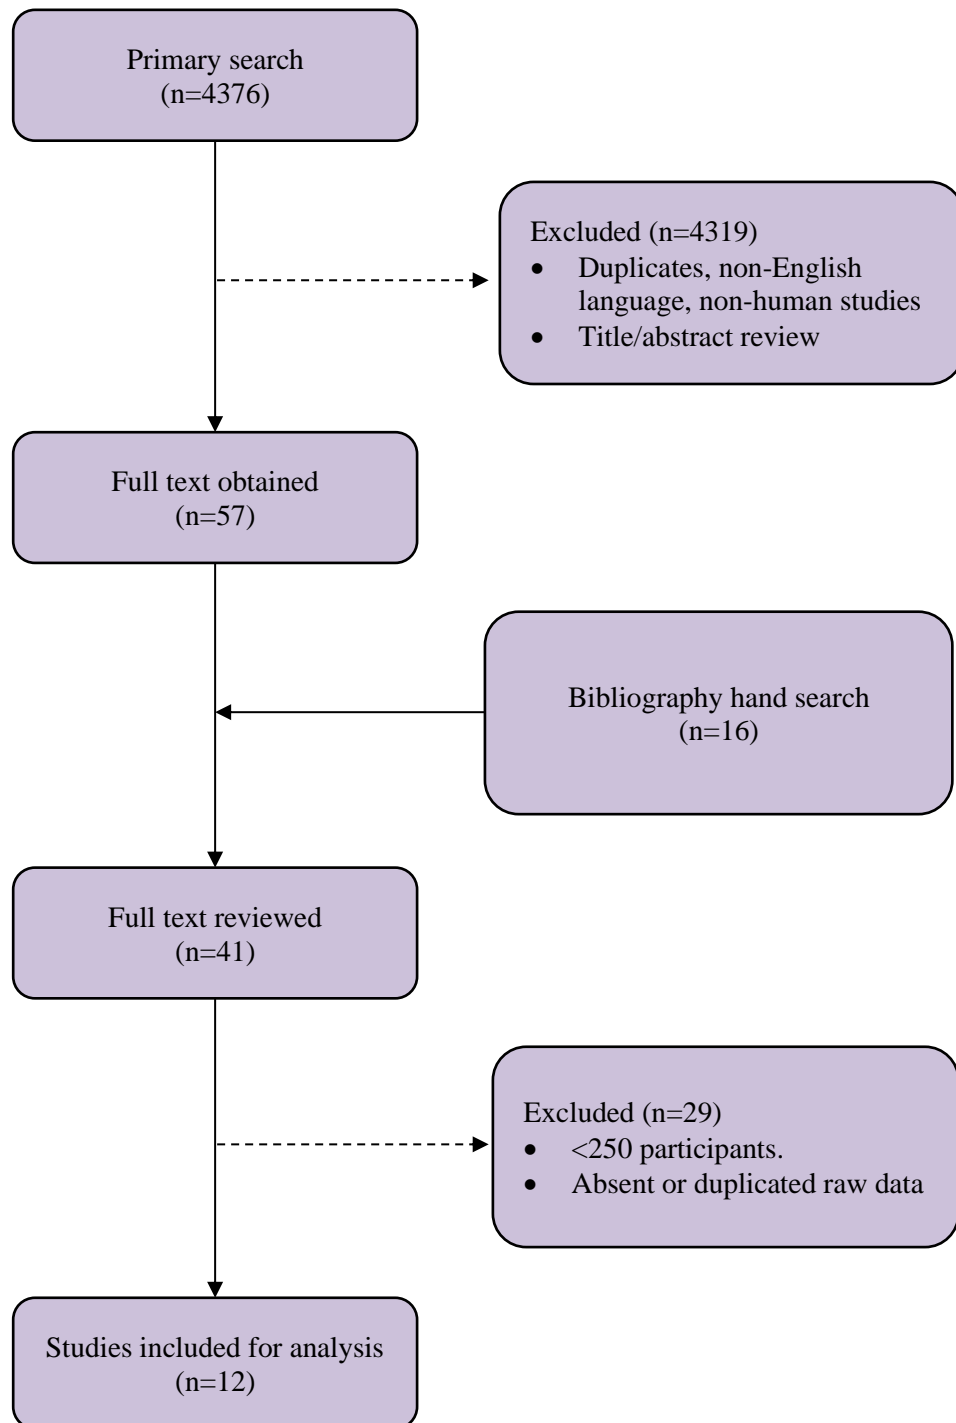 Primary search
(n=4376)
Excluded (n=4319)
• Duplicates, non-English
language, non-human studies
• Title/abstract review
Full text obtained
(n=57)
Bibliography hand search
(n=16)
Full text reviewed
(n=41)
Excluded (n=29)
• <250 participants.
• Absent or duplicated raw data
Studies included for analysis
(n=12)